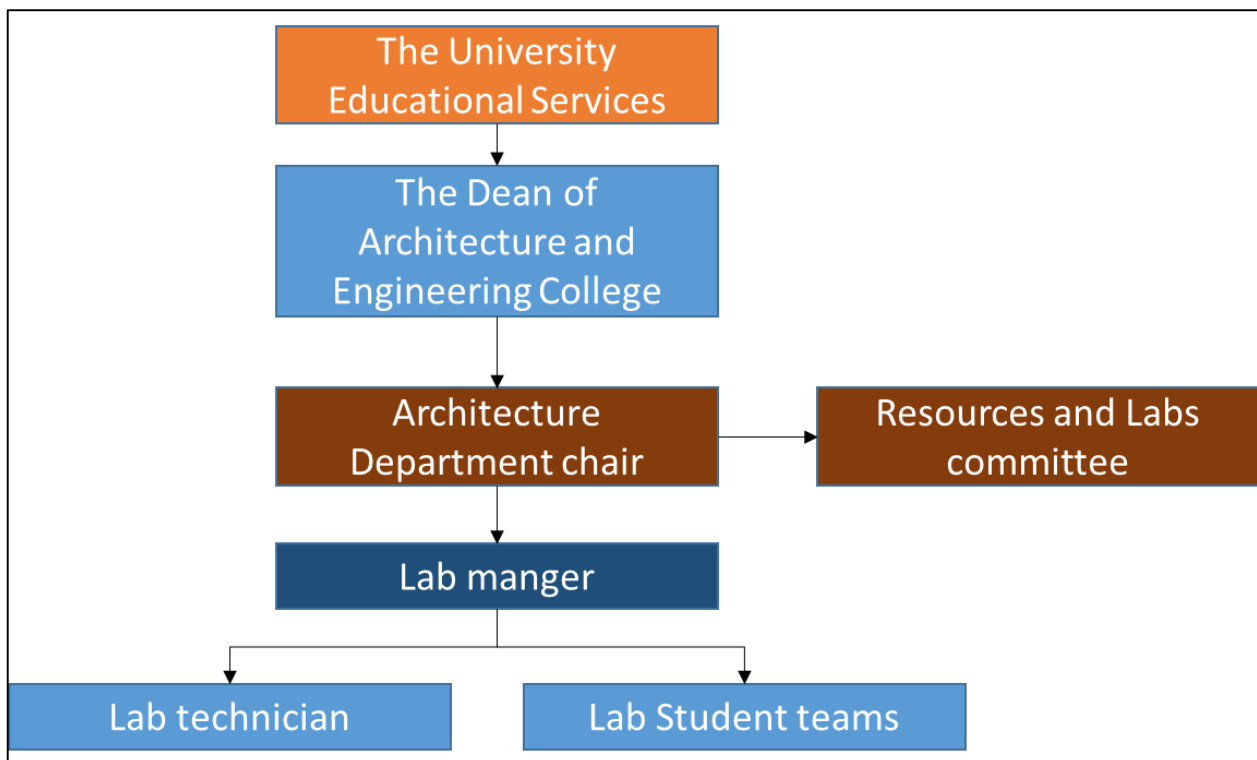 The University
Educational Services
The Dean of
Architecture and
Engineering College
Architecture
Department chair
Resources and Labs
committee
Lab manger
Lab technician
Lab Student teams